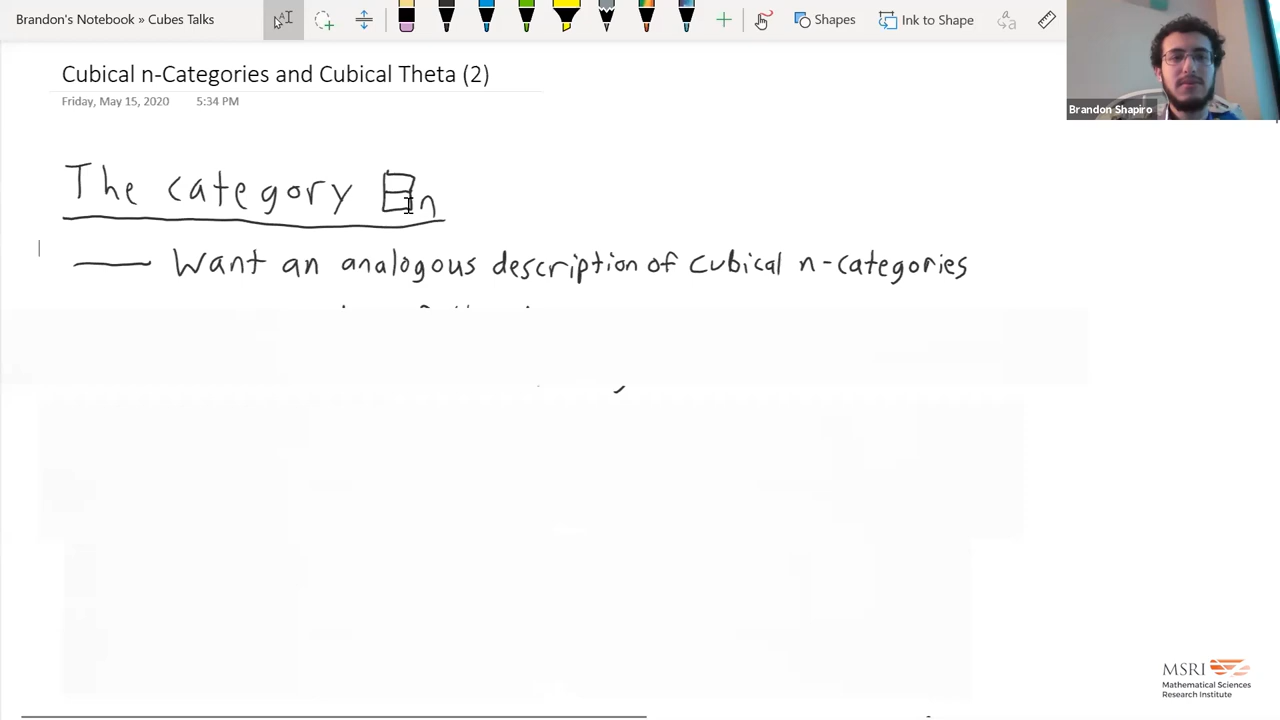 Brandon's Notebook » Cubes Talks
Shapes
Ink to Shape
Cubical n-Categories and Cubical Theta (2)
Friday, May 15, 2020 5:34 PM
Brandon Shapiro
The category ⊟n
Want an analogous description of cubical n-categories
MSRI
Mathematical Sciences
Research Institute